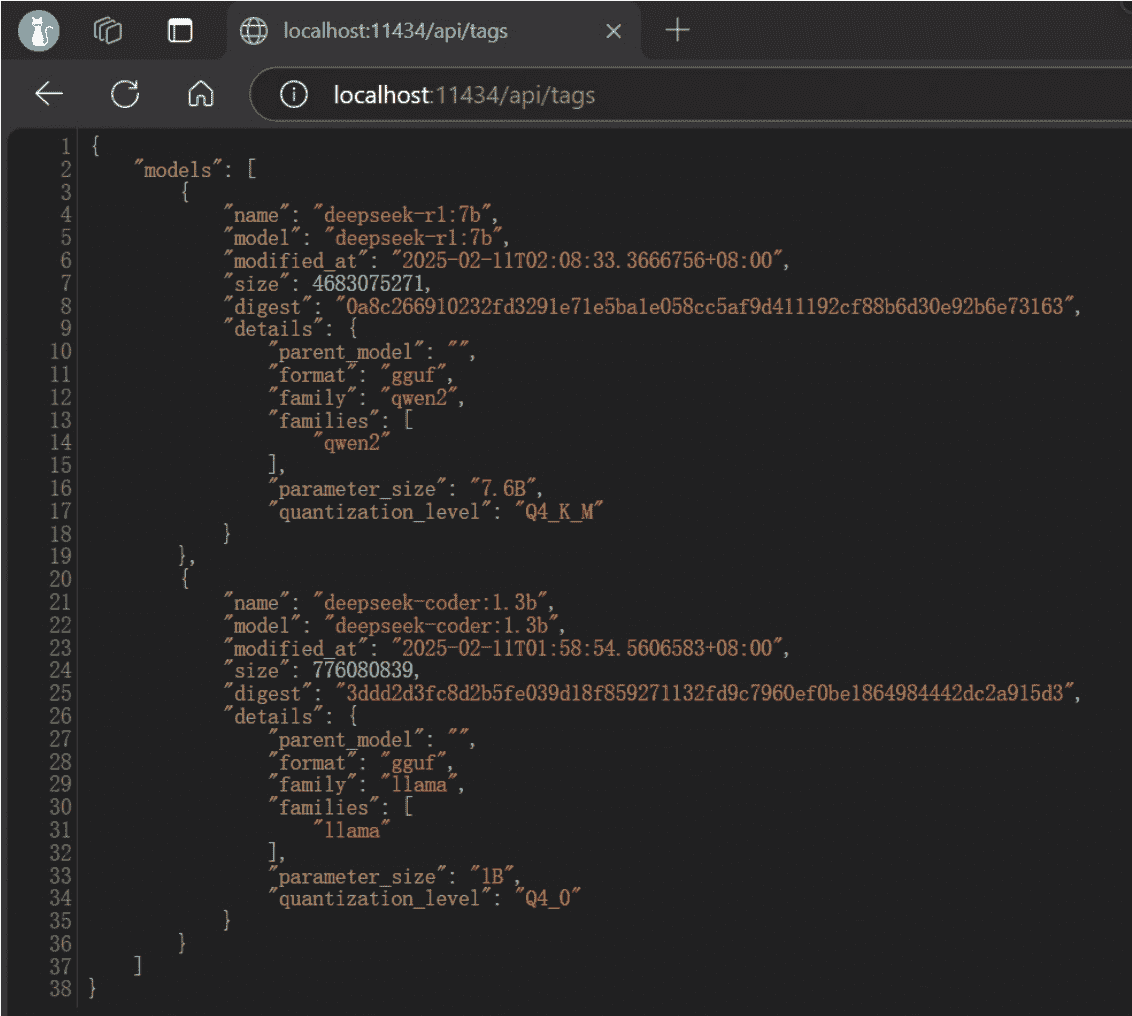 localhost:11434/api/tags
localhost:11434/api/tags
1 {
2     "models": [
3         {
4             "name": "deepseek-r1:7b",
5             "model": "deepseek-r1:7b",
6             "modified_at": "2025-02-11T02:08:33.3666756+08:00",
7             "size": 4683075271,
8             "digest": "0a8c266910232fd3291e71e5ba1e058cc5af9d411192cf88b6d30e92b6e73163",
9             "details": {
10                 "parent_model": "",
11                 "format": "gguf",
12                 "family": "qwen2",
13                 "families": [
14                     "qwen2"
15                 ],
16                 "parameter_size": "7.6B",
17                 "quantization_level": "Q4_K_M"
18             }
19         },
20         {
21             "name": "deepseek-coder:1.3b",
22             "model": "deepseek-coder:1.3b",
23             "modified_at": "2025-02-11T01:58:54.5606583+08:00",
24             "size": 776080839,
25             "digest": "3ddd2d3fc8d2b5fe039d18f859271132fd9c7960ef0be1864984442dc2a915d3",
26             "details": {
27                 "parent_model": "",
28                 "format": "gguf",
29                 "family": "llama",
30                 "families": [
31                     "llama"
32                 ],
33                 "parameter_size": "1B",
34                 "quantization_level": "Q4_0"
35             }
36         }
37     ]
38 }